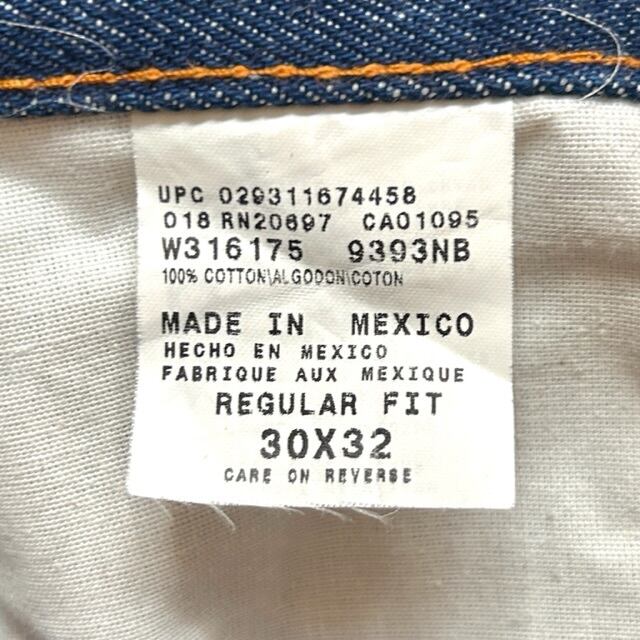 UPC 029311674458
018 RN20697 CA01095
W316175 9393NB
100% COTTON\ALGODON\COTON
MADE IN MEXICO
HECHO EN MEXICO
FABRIQUE AUX MEXIQUE
REGULAR FIT
30X32
CARE ON REVERSE